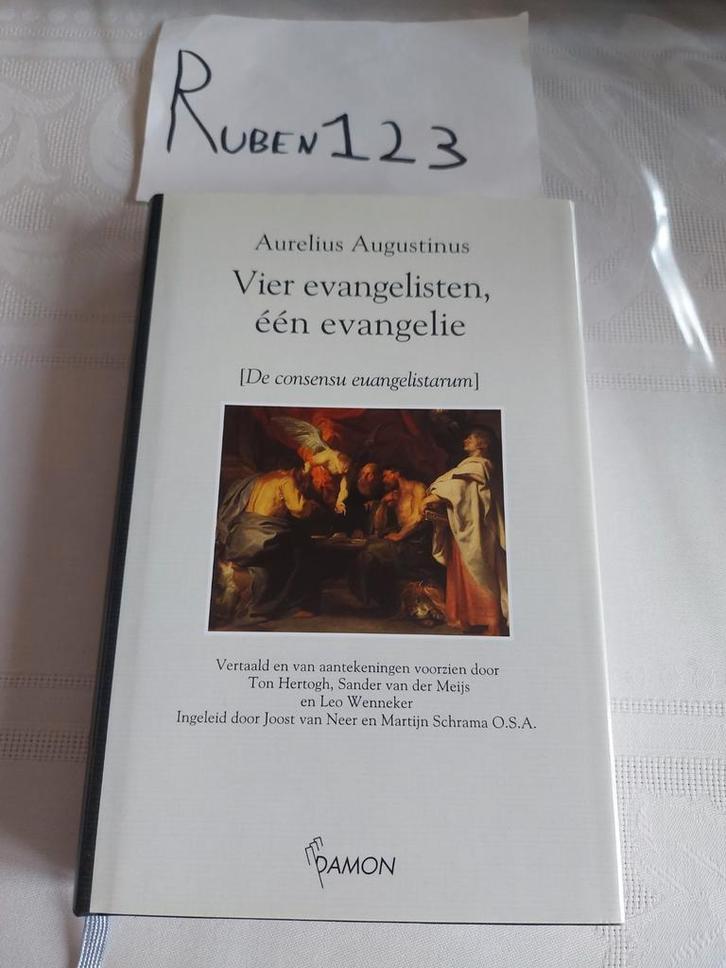 RUBEN123
Aurelius Augustinus
Vier evangelisten,
één evangelie
[De consensu euangelistarum]
Vertaald en van aantekeningen voorzien door
Ton Hertogh, Sander van der Meijs
en Leo Wenneker
Ingeleid door Joost van Neer en Martijn Schrama O.S.A.
DAMON